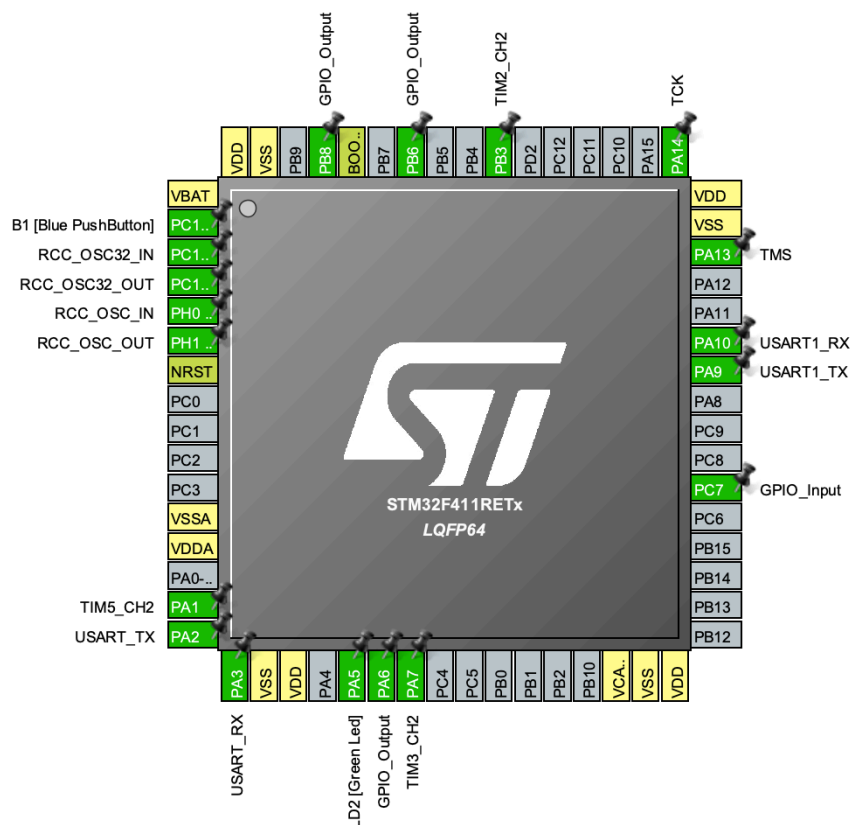 GPIO_Output
GPIO_Output
TIM2_CH2
TCK
VDD
VSS
PB9
PB8
BOO..
PB7
PB6
PB5
PB4
PB3
PD2
PC12
PC11
PC10
PA15
PA14
VBAT
B1 [Blue PushButton] PC1..
RCC_OSC32_IN PC1..
RCC_OSC32_OUT PC1..
RCC_OSC_IN PH0 ..
RCC_OSC_OUT PH1 ..
NRST
PC0
PC1
PC2
PC3
VSSA
VDDA
PA0-..
TIM5_CH2 PA1
USART_TX PA2
VDD
VSS
PA13 TMS
PA12
PA11
PA10 USART1_RX
PA9 USART1_TX
PA8
PC9
PC8
PC7 GPIO_Input
PC6
PB15
PB14
PB13
PB12
ST
STM32F411RETx
LQFP64
PA3
VSS
VDD
PA4
PA5
PA6
PA7
PC4
PC5
PB0
PB1
PB2
PB10
VCA..
VSS
VDD
USART_RX
LD2 [Green Led]
GPIO_Output
TIM3_CH2